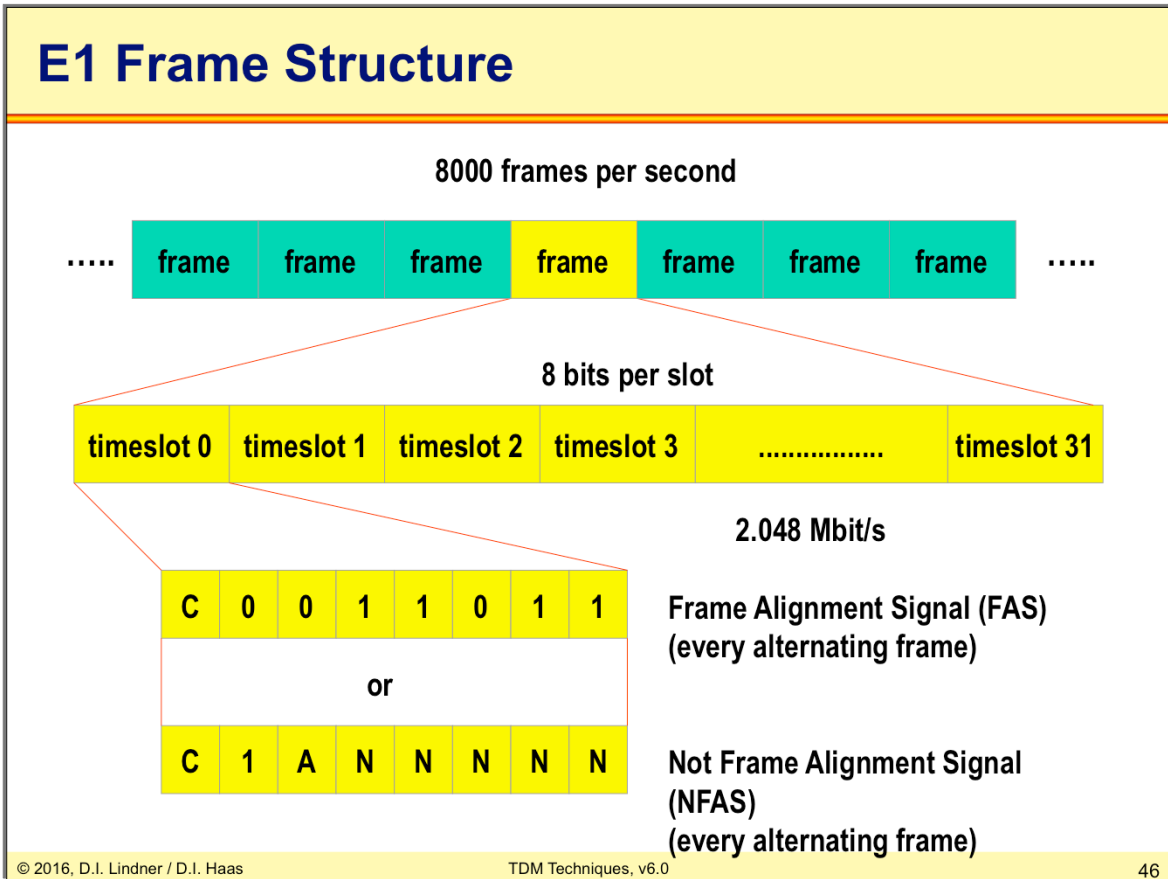 E1 Frame Structure
8000 frames per second
..... frame frame frame frame frame frame frame .....
8 bits per slot
timeslot 0 timeslot 1 timeslot 2 timeslot 3 ................. timeslot 31
2.048 Mbit/s
C 0 0 1 1 0 1 1
Frame Alignment Signal (FAS)
(every alternating frame)
or
C 1 A N N N N N
Not Frame Alignment Signal
(NFAS)
(every alternating frame)
© 2016, D.I. Lindner / D.I. Haas
TDM Techniques, v6.0
46